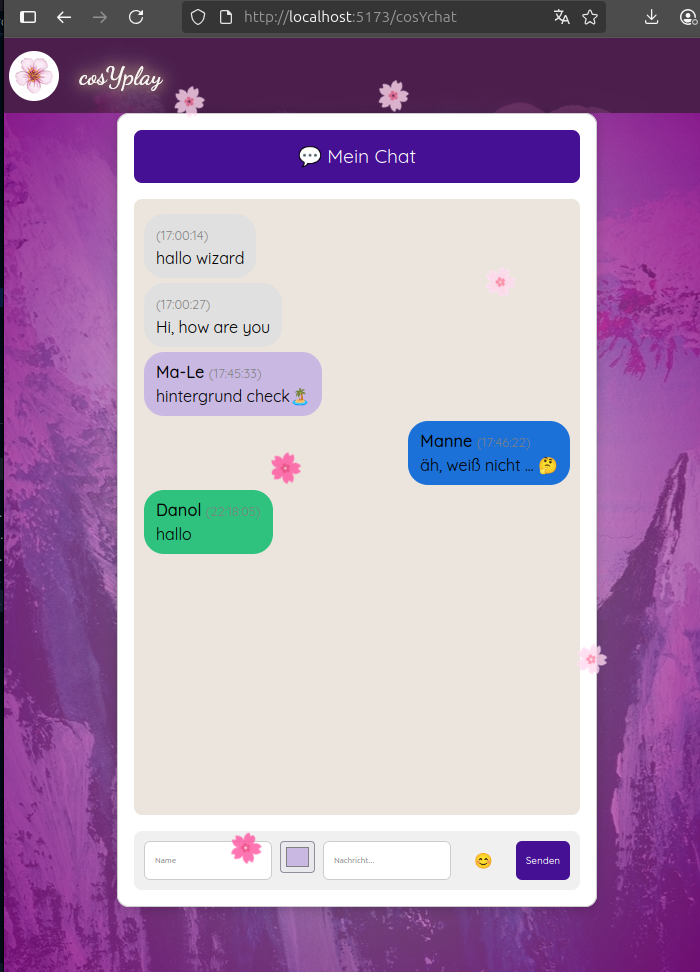 http://localhost:5173/cosYchat
cosYplay
💬 Mein Chat
(17:00:14)
hallo wizard
(17:00:27)
Hi, how are you
Ma-Le (17:45:33)
hintergrund check🏝️
Manne (17:46:22)
äh, weiß nicht ... 🤔
Danol (22:18:05)
hallo
Name
Nachricht...
😊
Senden